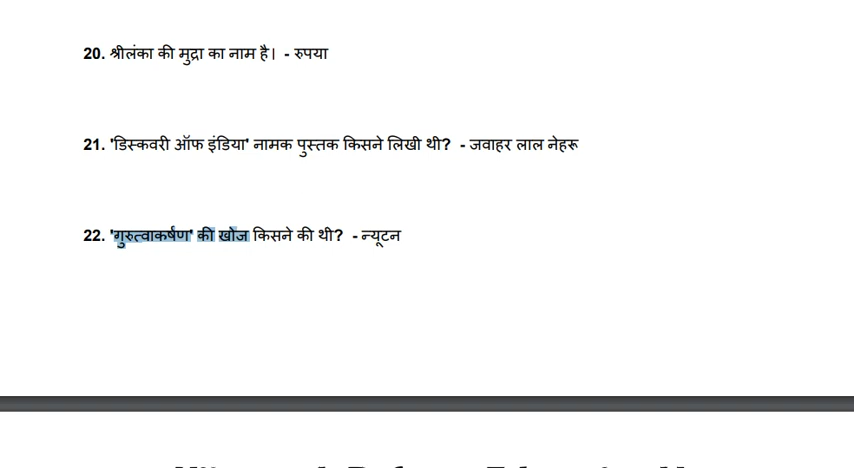 20. श्रीलंका की मुद्रा का नाम है। - रुपया
21. 'डिस्कवरी ऑफ इंडिया' नामक पुस्तक किसने लिखी थी? - जवाहर लाल नेहरू
22. 'गुरुत्वाकर्षण' की खोज किसने की थी? - न्यूटन